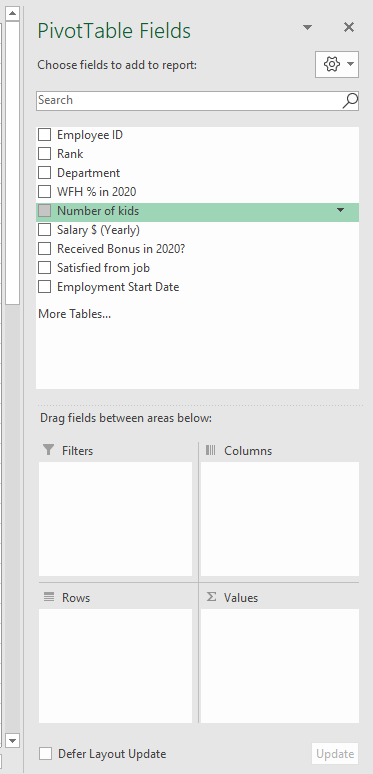 PivotTable Fields
Choose fields to add to report:
Search
Employee ID
Rank
Department
WFH % in 2020
Number of kids
Salary $ (Yearly)
Received Bonus in 2020?
Satisfied from job
Employment Start Date
More Tables...
Drag fields between areas below:
Filters
Columns
Rows
Σ Values
Defer Layout Update
Update